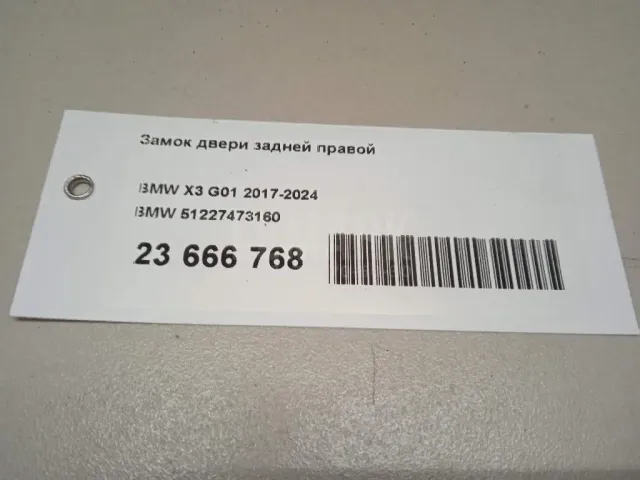 Замок двери задней правой
BMW X3 G01 2017-2024
BMW 51227473160
23 666 768